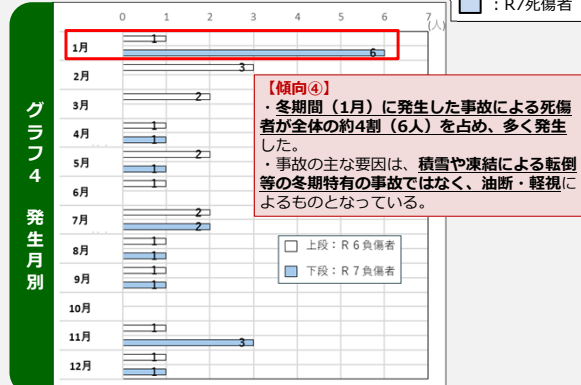 ：R7死傷者
0 1 2 3 4 5 6 7
(人)
グラフ4 発生月別
1月 1
6
2月 3
3月 2
4月 1
1
5月 2
1
6月 1
7月 2
2
8月 1
1
9月 1
1
10月
11月 1
3
12月 1
1
【傾向④】
・冬期間（1月）に発生した事故による死傷
者が全体の約4割（6人）を占め、多く発生
した。
・事故の主な要因は、積雪や凍結による転倒
等の冬期特有の事故ではなく、油断・軽視に
よるものとなっている。
上段：R６負傷者
下段：R７負傷者